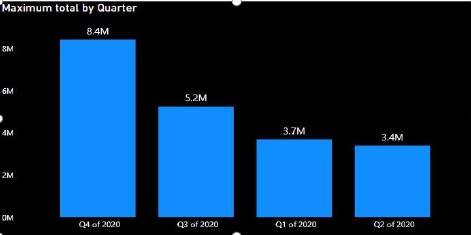 Maximum total by Quarter
8.4M
8M
5.2M
6M
3.7M
3.4M
4M
2M
0M
Q4 of 2020 Q3 of 2020 Q1 of 2020 Q2 of 2020